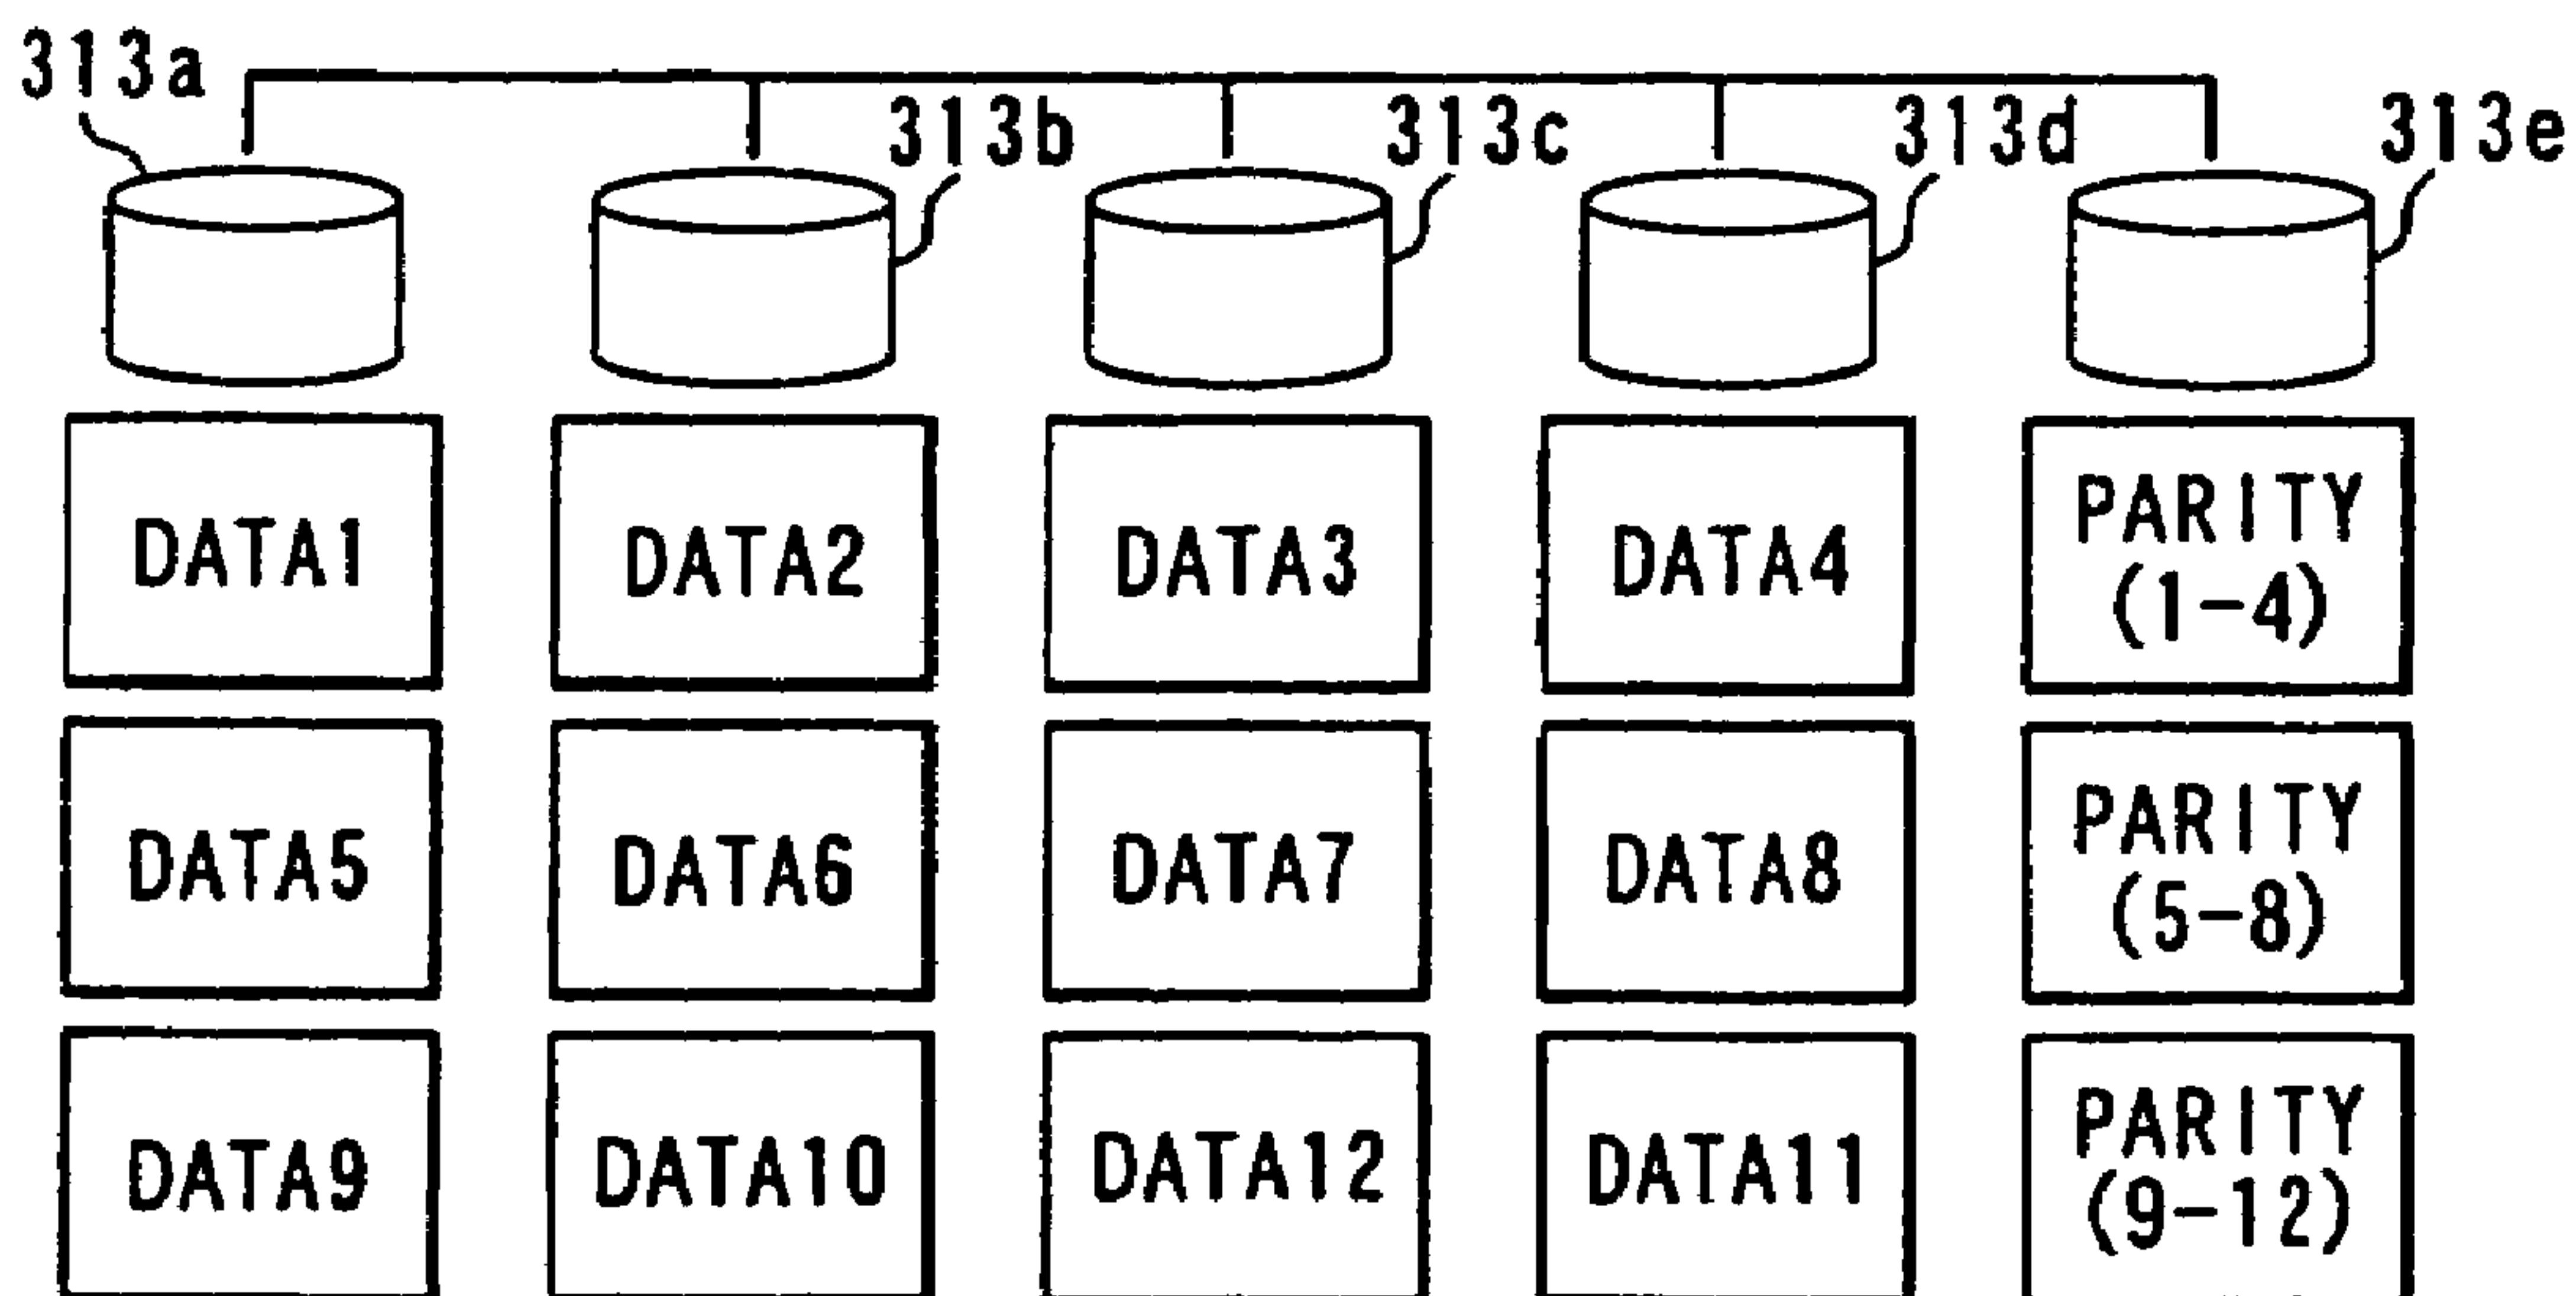 313a
313b
313c
313d
313e
DATA1
DATA2
DATA3
DATA4
PARITY
(1-4)
DATA5
DATA6
DATA7
DATA8
PARITY
(5-8)
DATA9
DATA10
DATA12
DATA11
PARITY
(9-12)